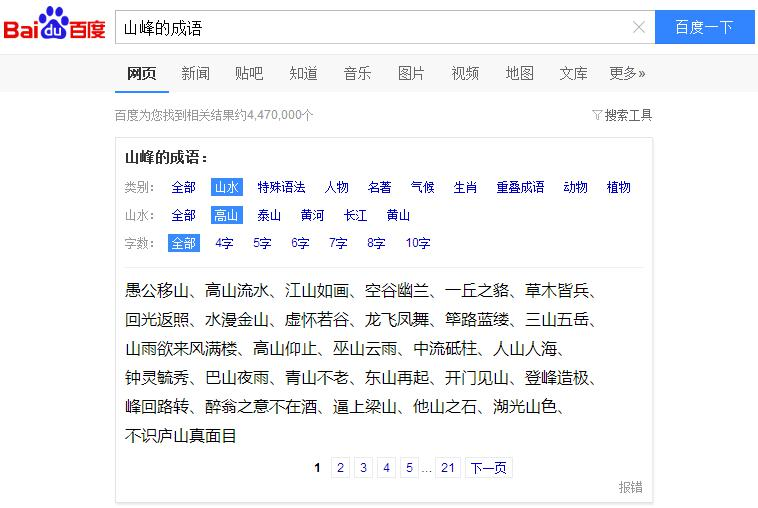 Bai du 百度 山峰的成语 百度一下
网页 新闻 贴吧 知道 音乐 图片 视频 地图 文库 更多»
百度为您找到相关结果约4,470,000个 搜索工具
山峰的成语：
类别： 全部 山水 特殊语法 人物 名著 气候 生肖 重叠成语 动物 植物
山水： 全部 高山 泰山 黄河 长江 黄山
字数： 全部 4字 5字 6字 7字 8字 10字
愚公移山、高山流水、江山如画、空谷幽兰、一丘之貉、草木皆兵、
回光返照、水漫金山、虚怀若谷、龙飞凤舞、筚路蓝缕、三山五岳、
山雨欲来风满楼、高山仰止、巫山云雨、中流砥柱、人山人海、
钟灵毓秀、巴山夜雨、青山不老、东山再起、开门见山、登峰造极、
峰回路转、醉翁之意不在酒、逼上梁山、他山之石、湖光山色、
不识庐山真面目
1 2 3 4 5 ... 21 下一页
报错